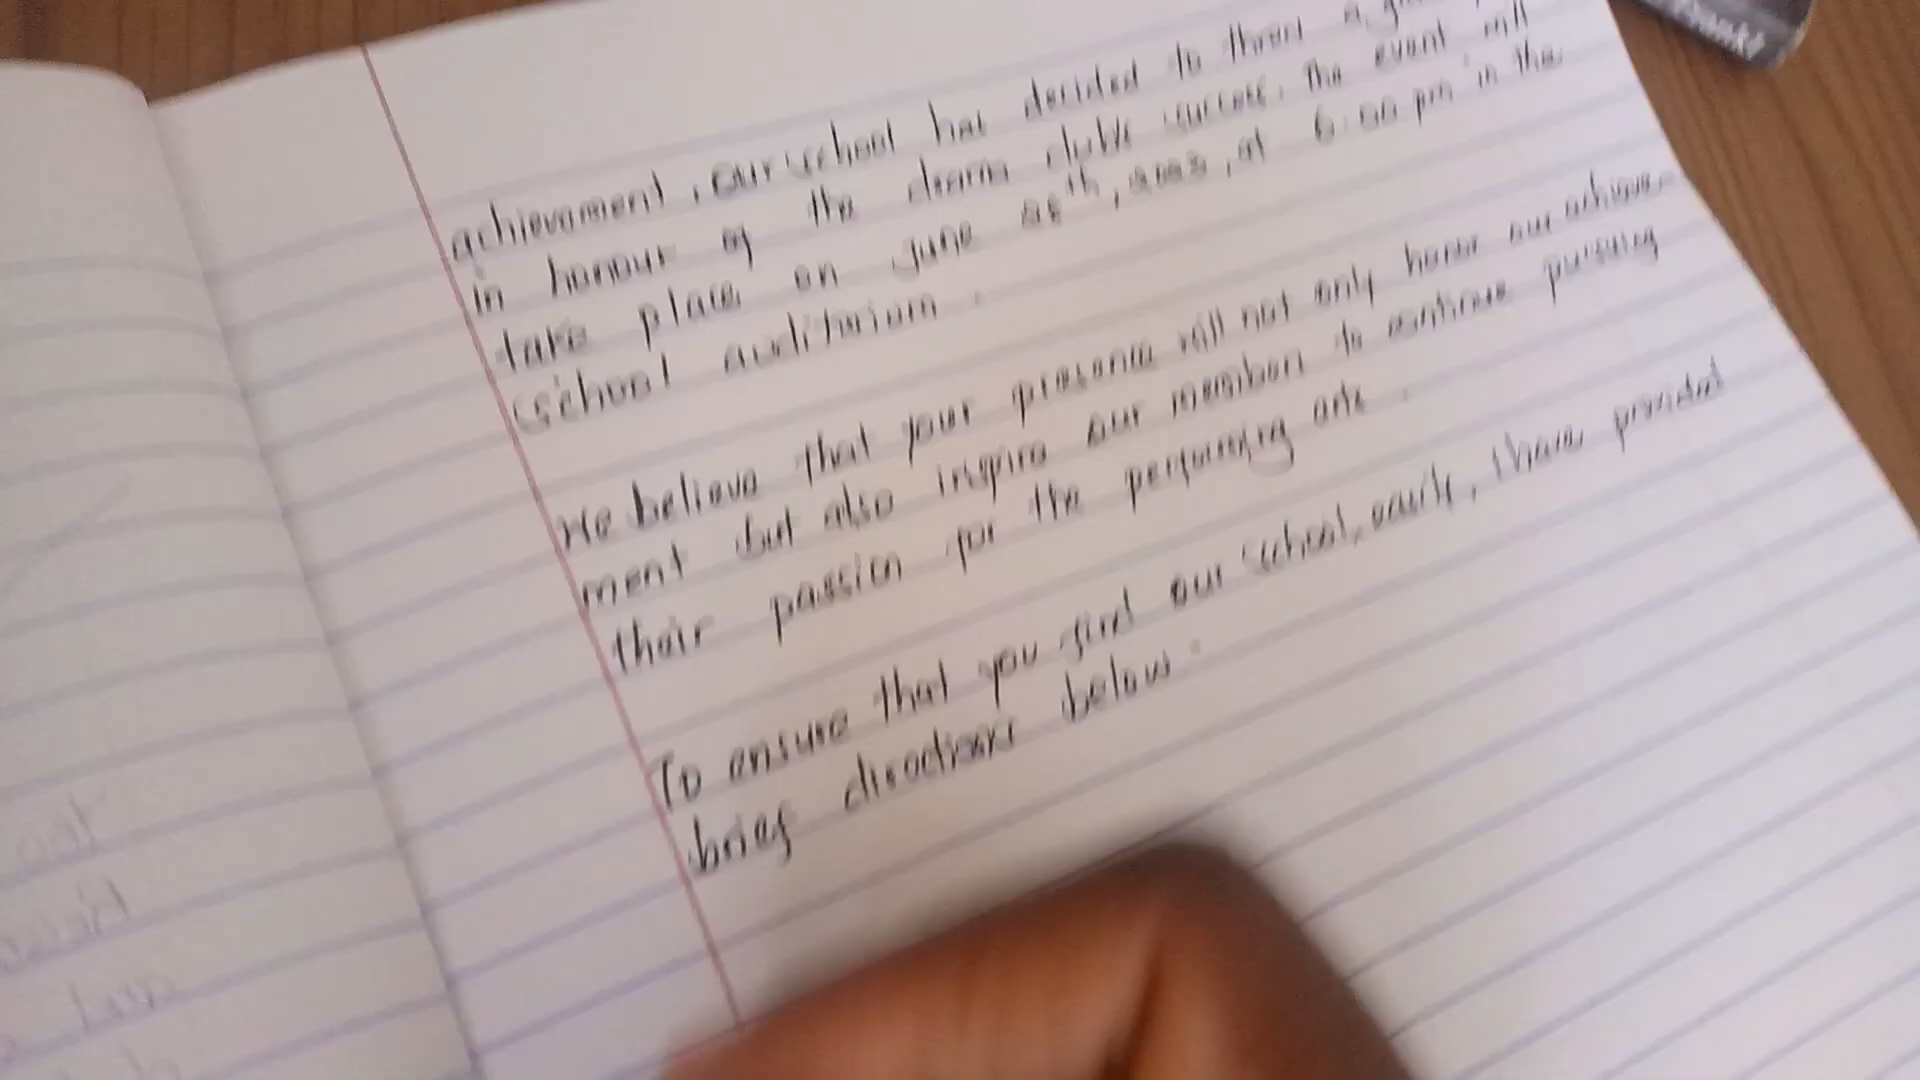 achievement, our school has decided to throw a
in honour of the drama club's success. The event will
take place on June th, at 6:00 pm in the
school auditorium.
We believe that your presence will not only honor our achieve-
ment but also inspire our members to continue pursuing
their passion for the performing arts.
To ensure that you find our school, easily, I have provided
brief directions below.